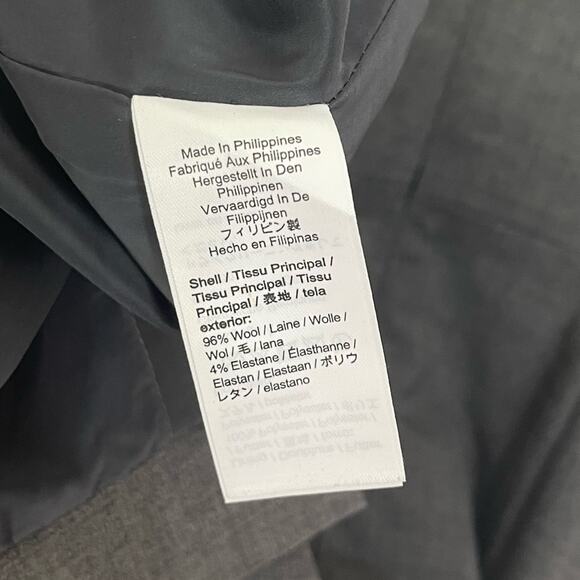 Made In Philippines
Fabriqué Aux Philippines
Hergestellt In Den
Philippinen
Vervaardigd In De
Filippijnen
フィリピン製
Hecho en Filipinas
Shell / Tissu Principal /
Tissu Principal / Tissu
Principal / 表地 / tela
exterior:
96% Wool / Laine / Wolle /
Wol / 毛 / lana
4% Elastane / Élasthanne /
Elastan / Elastaan / ポリウ
レタン / elastano